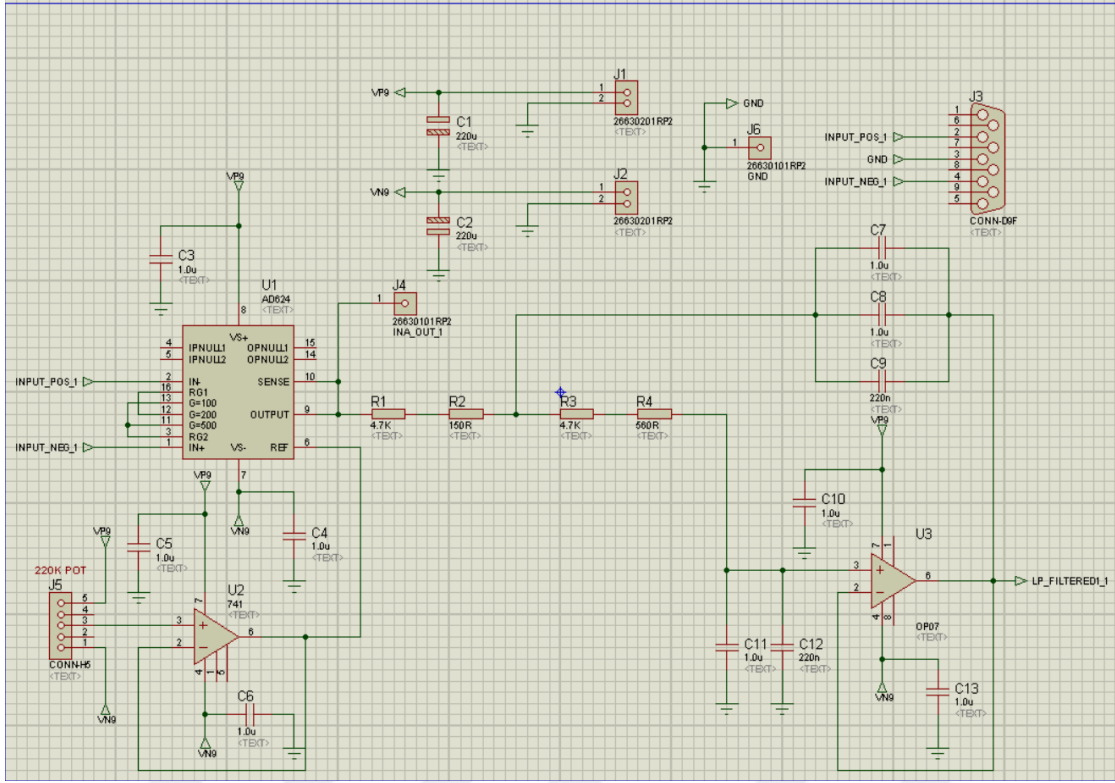 J1
VP9
1
2
C1
220u
<TEXT>
26630201RP2
<TEXT>
GND
J6
1
26630101RP2
GND
J3
1
6
2
7
3
8
4
9
5
INPUT_POS_1
GND
INPUT_NEG_1
CONN-D9F
<TEXT>
J2
VN9
1
2
C2
220u
<TEXT>
26630201RP2
<TEXT>
VP9
C3
1.0u
<TEXT>
U1
AD624
<TEXT>
8
VS+
4
5
IPNULL1
IPNULL2
OPNULL1
OPNULL2
15
14
INPUT_POS_1
2
IN-
SENSE
10
16
RG1
13
G=100
12
G=200
OUTPUT
9
11
G=500
3
RG2
REF
6
INPUT_NEG_1
1
IN+
VS-
7
J4
1
26630101RP2
INA_OUT_1
C7
1.0u
<TEXT>
C8
1.0u
<TEXT>
C9
220n
<TEXT>
R1
4.7K
<TEXT>
R2
150R
<TEXT>
R3
4.7K
<TEXT>
R4
560R
<TEXT>
VP9
VN9
C4
1.0u
<TEXT>
C5
1.0u
<TEXT>
VP9
220K POT
J5
5
4
3
2
1
CONN-H5
<TEXT>
VN9
U2
741
<TEXT>
7
3
2
6
4
1
5
C6
1.0u
<TEXT>
VN9
VP9
C10
1.0u
<TEXT>
U3
7
1
3
2
6
4
8
LP_FILTERED1_1
OP07
<TEXT>
C11
1.0u
<TEXT>
C12
220n
<TEXT>
VN9
C13
1.0u
<TEXT>